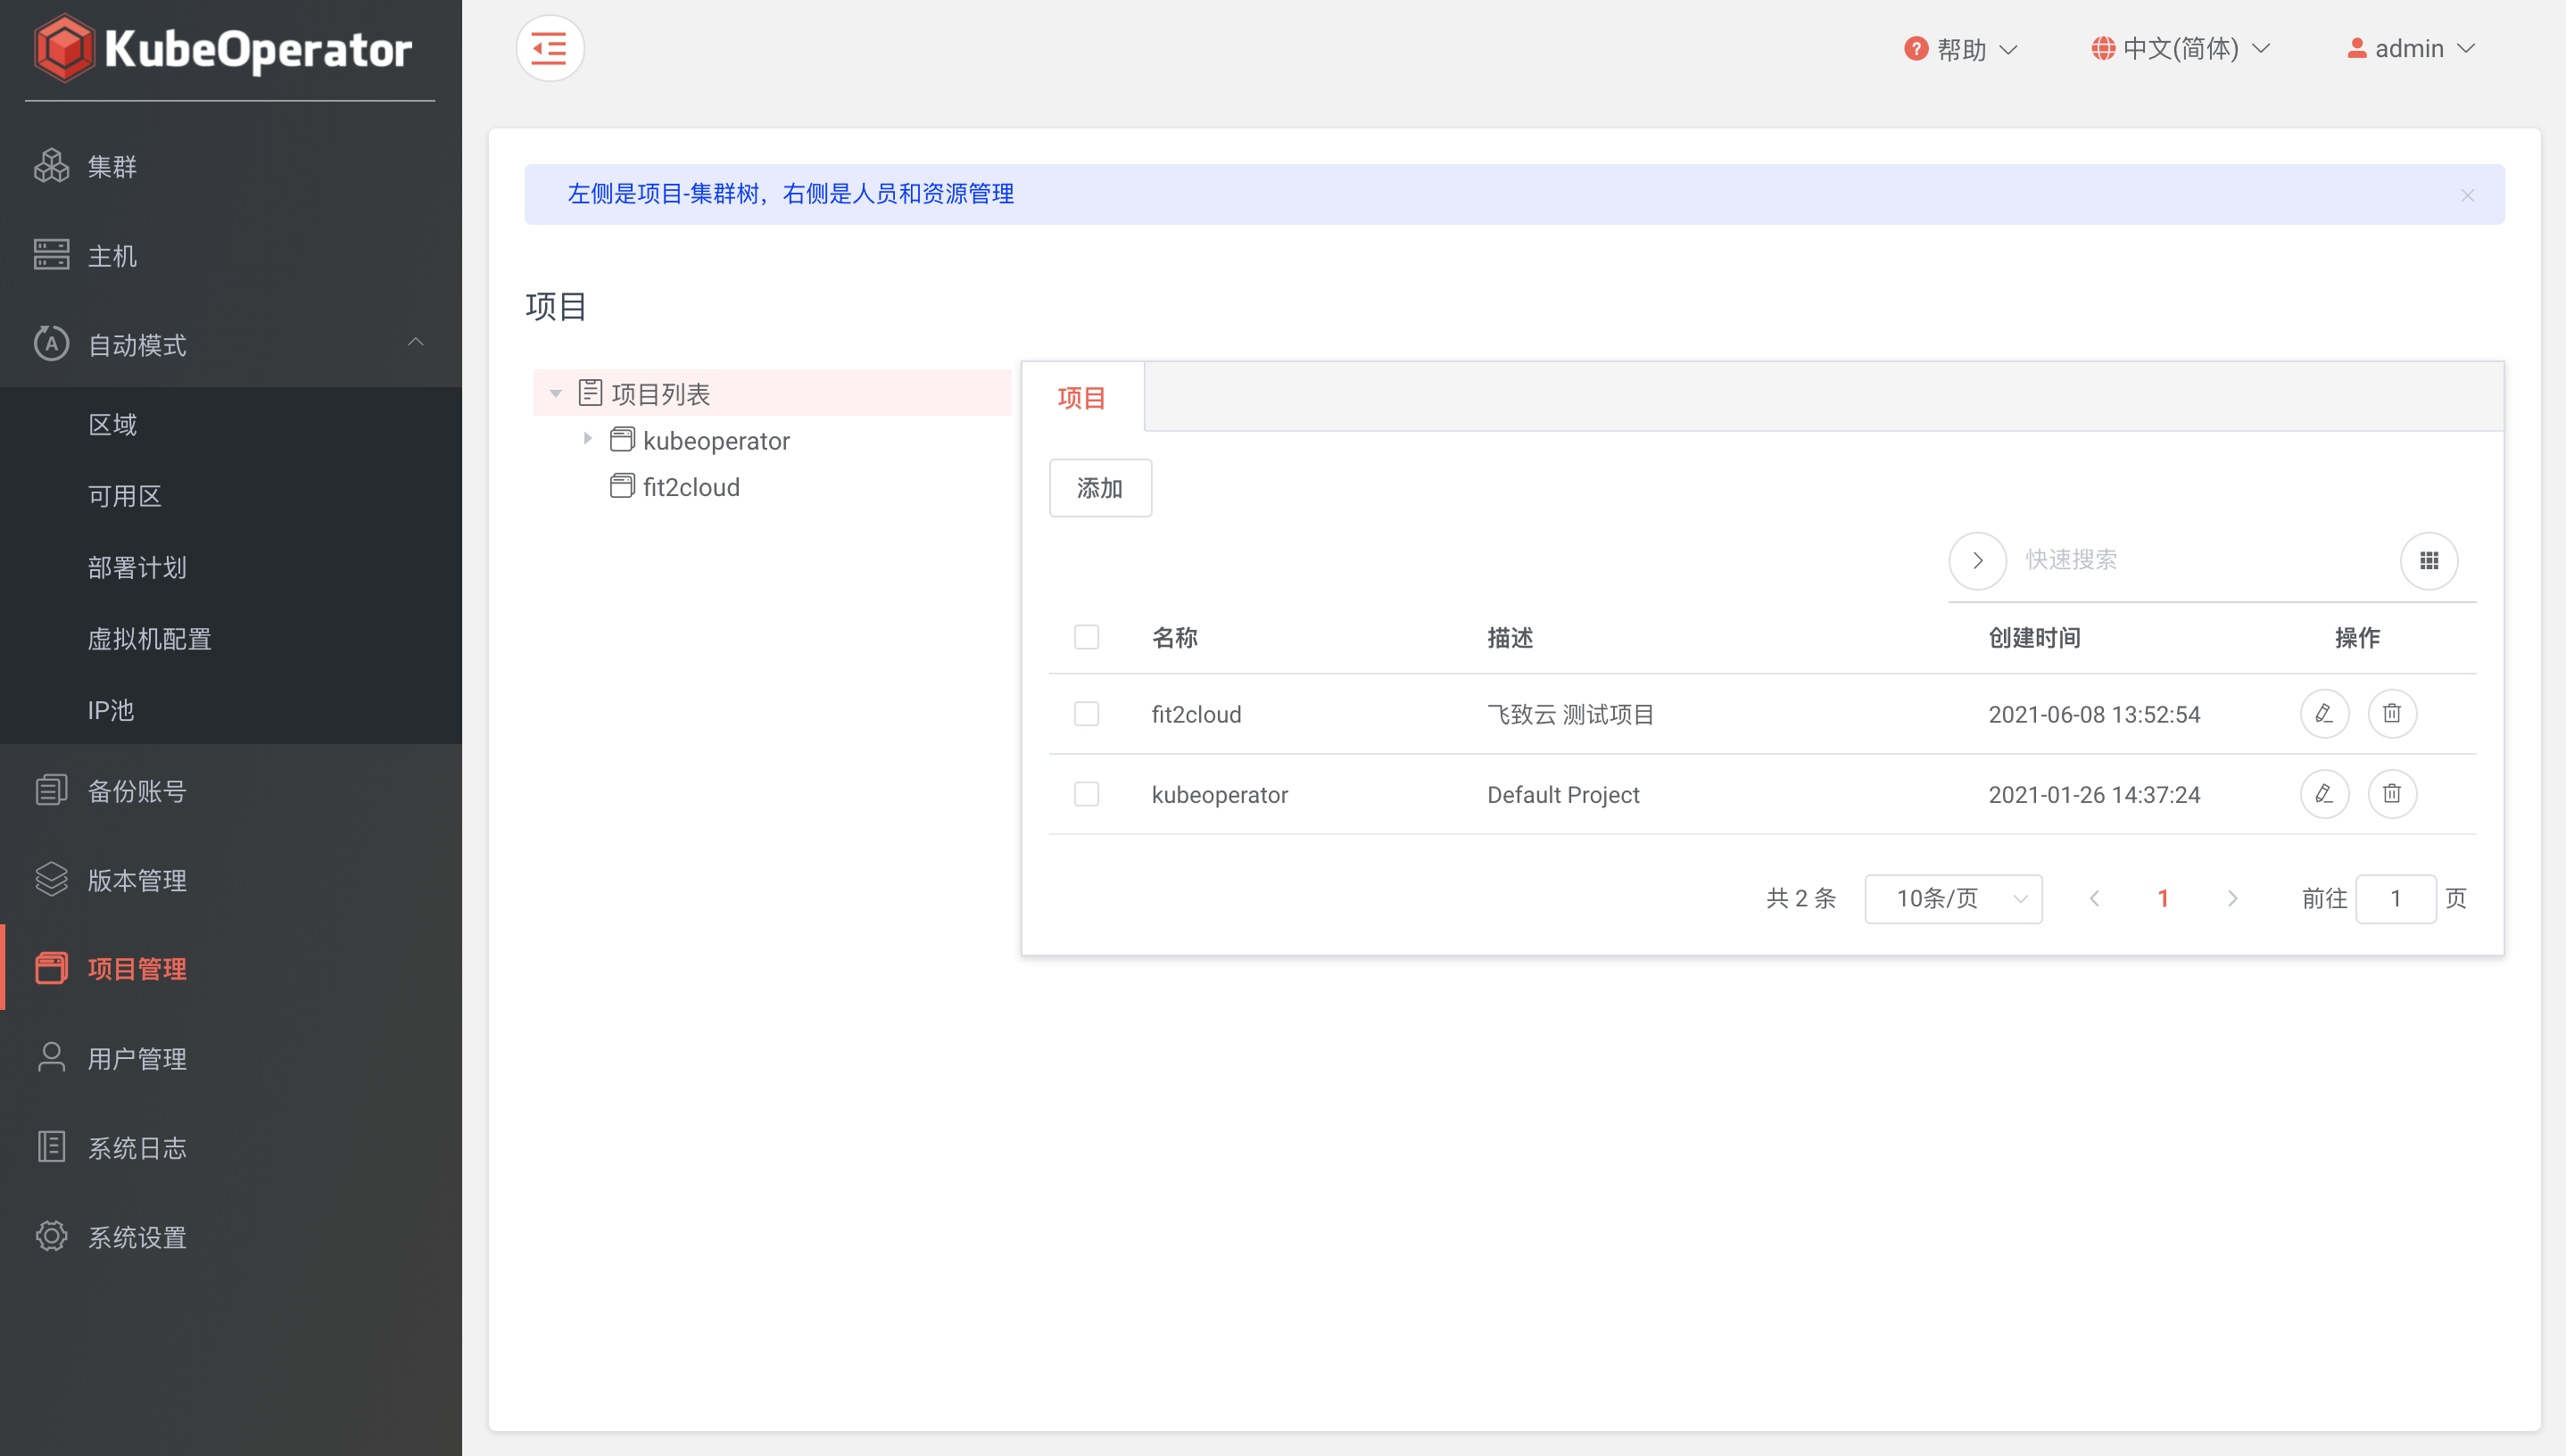 KubeOperator
帮助
中文(简体)
admin
集群
主机
自动模式
区域
可用区
部署计划
虚拟机配置
IP池
备份账号
版本管理
项目管理
用户管理
系统日志
系统设置
左侧是项目-集群树，右侧是人员和资源管理
项目
项目列表
kubeoperator
fit2cloud
项目
添加
快速搜索
名称 描述 创建时间 操作
fit2cloud 飞致云 测试项目 2021-06-08 13:52:54
kubeoperator Default Project 2021-01-26 14:37:24
共 2 条 10条/页 1 前往 1 页